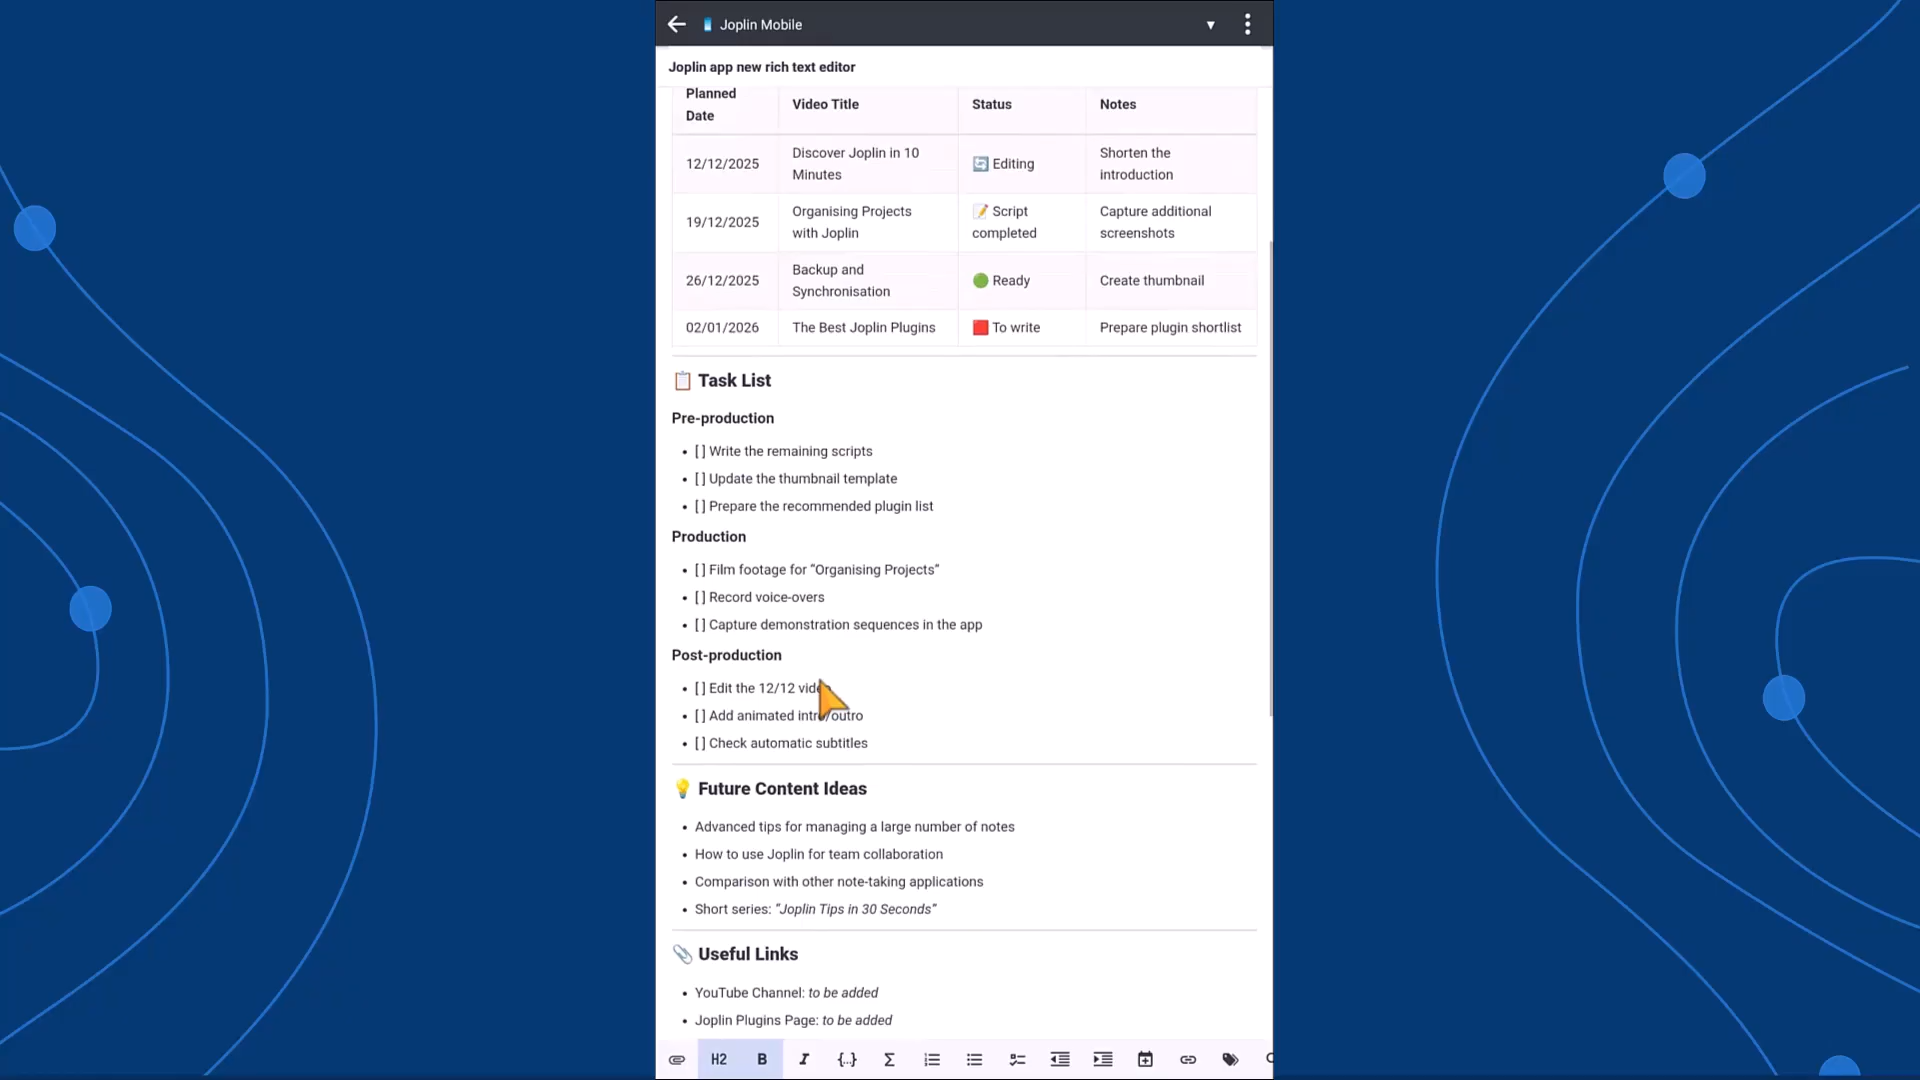 Joplin Mobile
Joplin app new rich text editor
Planned
Date
Video Title
Status
Notes
12/12/2025
Discover Joplin in 10
Minutes
Editing
Shorten the
introduction
19/12/2025
Organising Projects
with Joplin
Script
completed
Capture additional
screenshots
26/12/2025
Backup and
Synchronisation
Ready
Create thumbnail
02/01/2026
The Best Joplin Plugins
To write
Prepare plugin shortlist
Task List
Pre-production
• [ ] Write the remaining scripts
• [ ] Update the thumbnail template
• [ ] Prepare the recommended plugin list
Production
• [ ] Film footage for “Organising Projects”
• [ ] Record voice-overs
• [ ] Capture demonstration sequences in the app
Post-production
• [ ] Edit the 12/12 video
• [ ] Add animated intro/outro
• [ ] Check automatic subtitles
Future Content Ideas
• Advanced tips for managing a large number of notes
• How to use Joplin for team collaboration
• Comparison with other note-taking applications
• Short series: “Joplin Tips in 30 Seconds”
Useful Links
• YouTube Channel: to be added
• Joplin Plugins Page: to be added
H2 B I {...} Σ